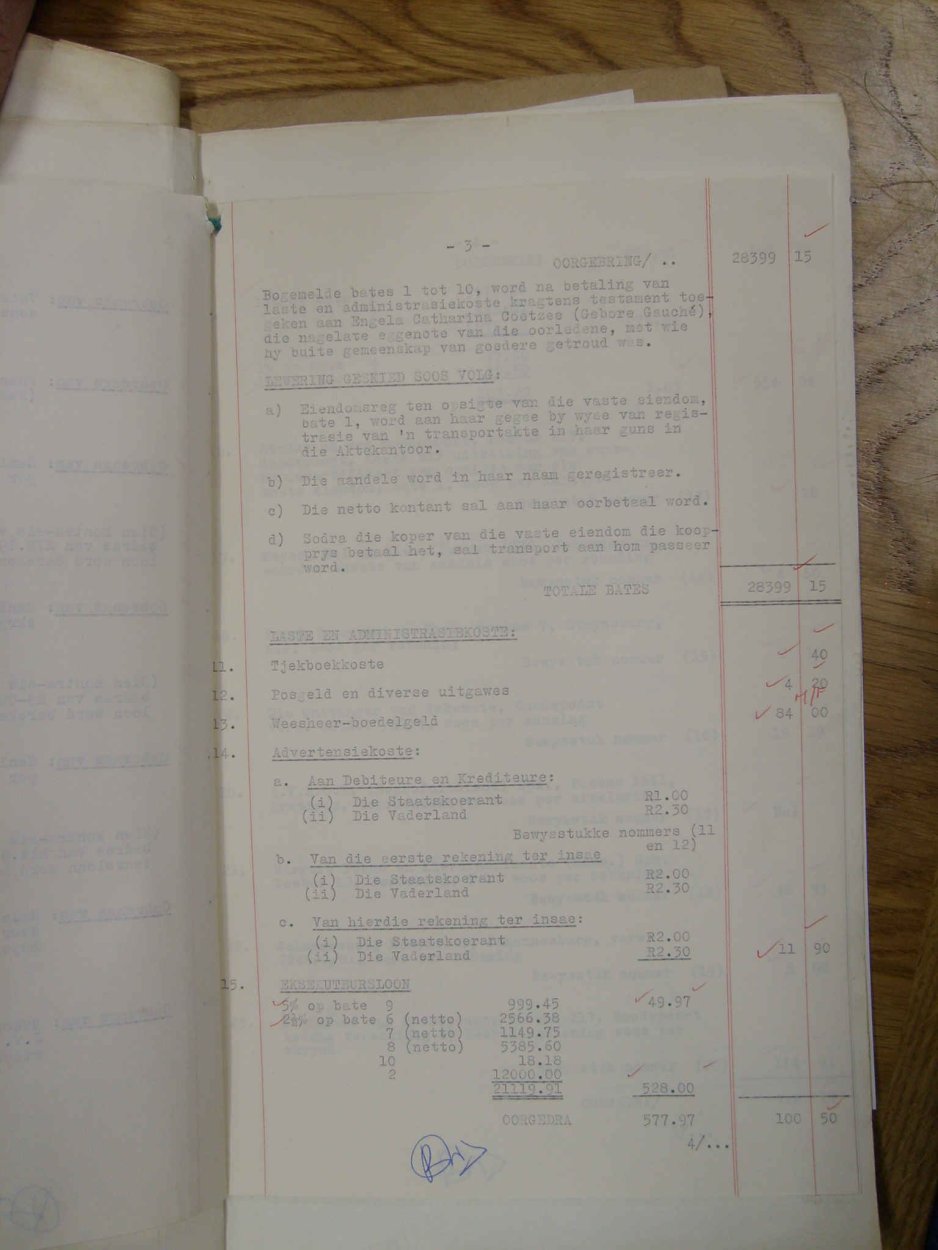 - 3 -
OORGEBRING/ .. 28399 15
Bogemelde bates 1 tot 10, word na betaling van
laste en administrasiekoste kragtens testament toe-
geken aan Engela Catharina Coetzee (Gebore Gauché),
die nagelate eggenote van die oorledene, met wie
hy buite gemeenskap van goedere getroud was.
LEWERING GESKIED SOOS VOLG:
a) Eiendomsreg ten opsigte van die vaste eiendom,
bate 1, word aan haar gegee by wyse van regis-
trasie van 'n transportakte in haar guns in
die Aktekantoor.
b) Die aandele word in haar naam geregistreer.
c) Die netto kontant sal aan haar oorbetaal word.
d) Sodra die koper van die vaste eiendom die koop-
prys betaal het, sal transport aan hom passeer
word.
TOTALE BATES 28399 15
LASTE EN ADMINISTRASIEKOSTE:
11. Tjekboekkoste 40
12. Posgeld en diverse uitgawes 4 20
13. Weesheer-boedelgeld 84 00
14. Advertensiekoste:
a. Aan Debiteure en Krediteure:
(i) Die Staatskoerant R1.00
(ii) Die Vaderland R2.30
Bewysstukke nommers (11
en 12)
b. Van die eerste rekening ter insae
(i) Die Staatskoerant R2.00
(ii) Die Vaderland R2.30
c. Van hierdie rekening ter insae:
(i) Die Staatskoerant R2.00
(ii) Die Vaderland R2.30 11 90
15. EKSEKUTEURSLOON
5% op bate 9 999.45 49.97
2½% op bate 6 (netto) 2566.38
7 (netto) 1149.75
8 (netto) 5385.60
10 18.18
2 12000.00
21119.91 528.00
OORGEDRA 577.97 100 50
4/...